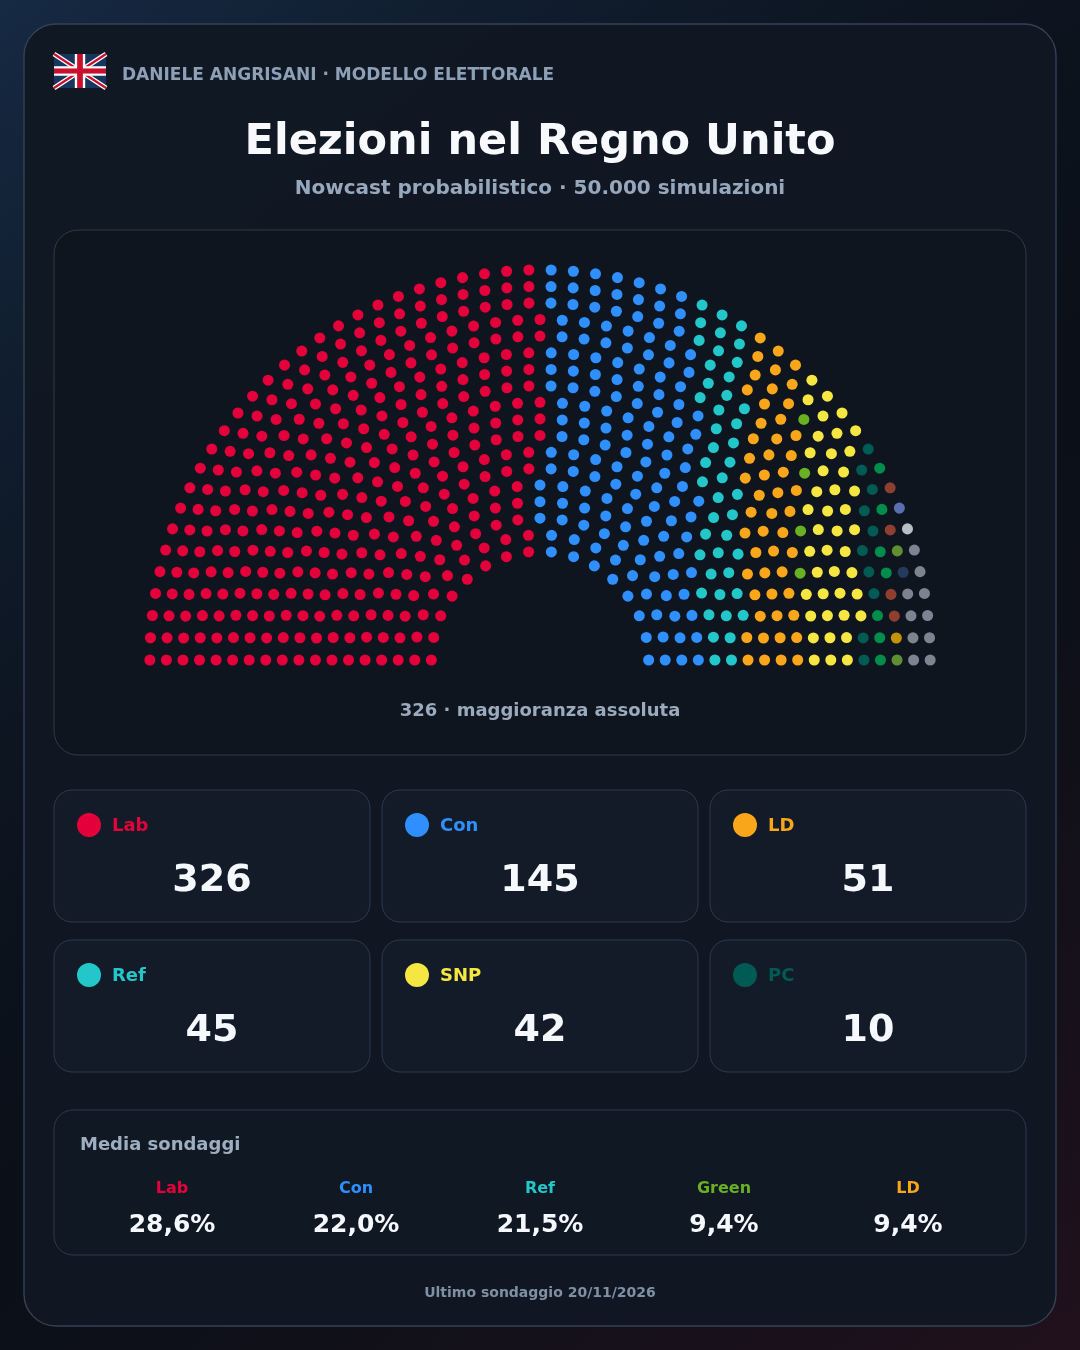 DANIELE ANGRISANI · MODELLO ELETTORALE
Elezioni nel Regno Unito
Nowcast probabilistico · 50.000 simulazioni
326 · maggioranza assoluta
Lab
326
Con
145
LD
51
Ref
45
SNP
42
PC
10
Media sondaggi
Lab Con Ref Green LD
28,6% 22,0% 21,5% 9,4% 9,4%
Ultimo sondaggio 20/11/2026